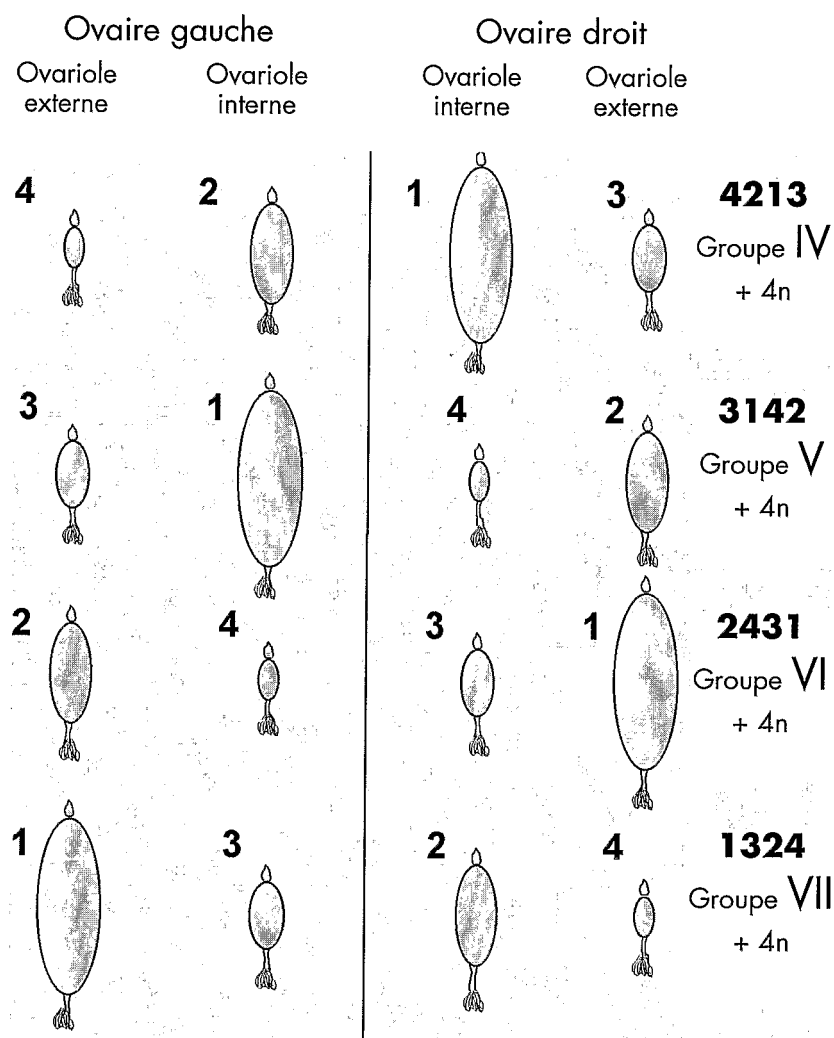 Ovaire gauche
Ovaire droit
Ovariole
externe
Ovariole
interne
Ovariole
interne
Ovariole
externe
4
2
1
3
4213
Groupe IV
+ 4n
3
1
4
2
3142
Groupe V
+ 4n
2
4
3
1
2431
Groupe VI
+ 4n
1
3
2
4
1324
Groupe VII
+ 4n